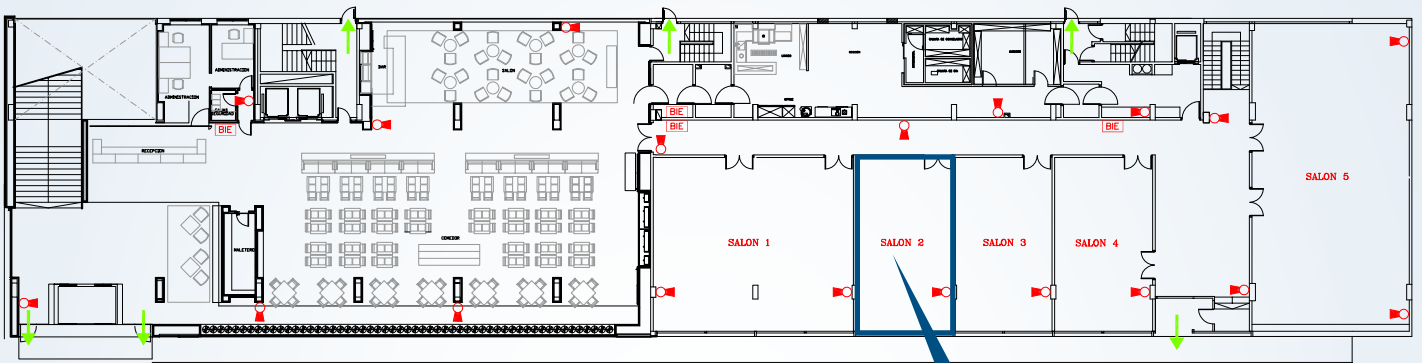 ADMINISTRACION
ADMINISTRACION
BIE
RECEPCION
MALETERO
BAR
SALON
COMEDOR
OFFICE
BIE
BIE
BIE
SALON 1
SALON 2
SALON 3
SALON 4
SALON 5